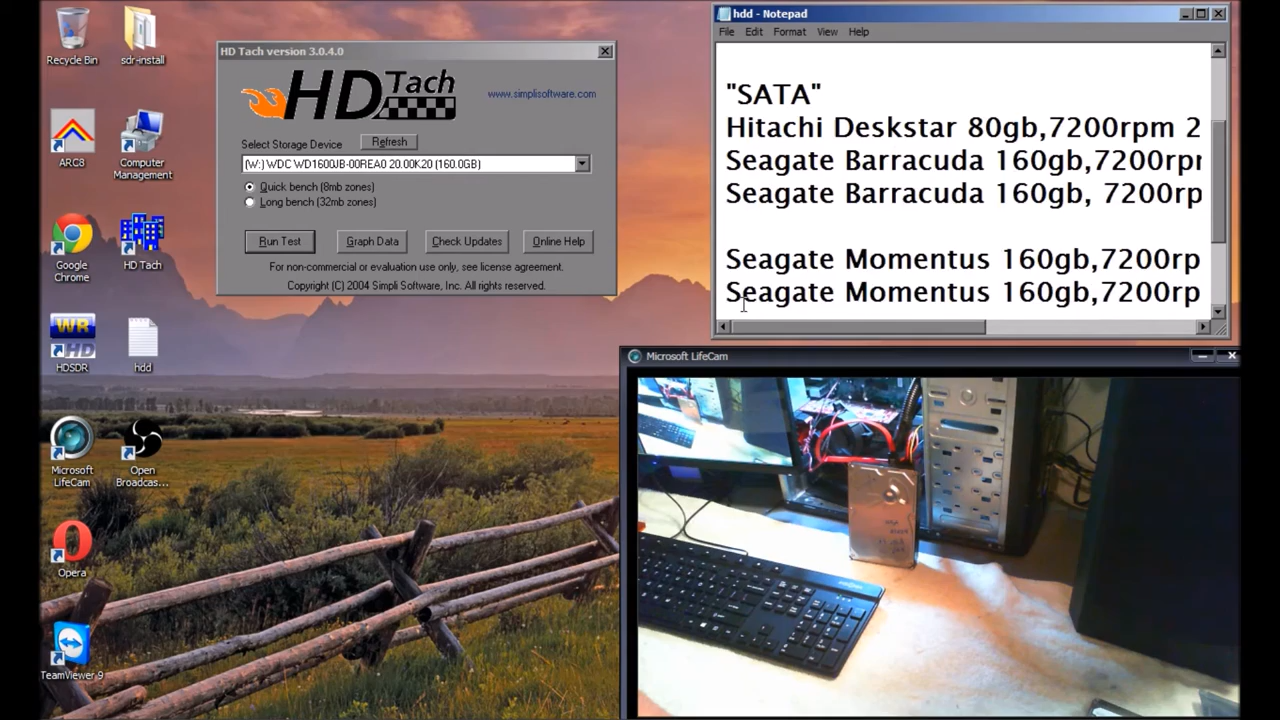 Recycle Bin
sdr-install
ARC8
Computer
Management
Google
Chrome
HD Tach
WR
HD
HDSDR
hdd
Microsoft
LifeCam
Open
Broadcas...
Opera
TeamViewer 9
HD Tach version 3.0.4.0
HD Tach
www.simplisoftware.com
Select Storage Device
Refresh
(W:) WDC WD1600JB-00REA0 20.00K20 (160.0GB)
Quick bench (8mb zones)
Long bench (32mb zones)
Run Test
Graph Data
Check Updates
Online Help
For non-commercial or evaluation use only, see license agreement.
Copyright (C) 2004 Simpli Software, Inc. All rights reserved.
hdd - Notepad
File Edit Format View Help
"SATA"
Hitachi Deskstar 80gb,7200rpm 2
Seagate Barracuda 160gb,7200rpr
Seagate Barracuda 160gb, 7200rp
Seagate Momentus 160gb,7200rp
Seagate Momentus 160gb,7200rp
Microsoft LifeCam